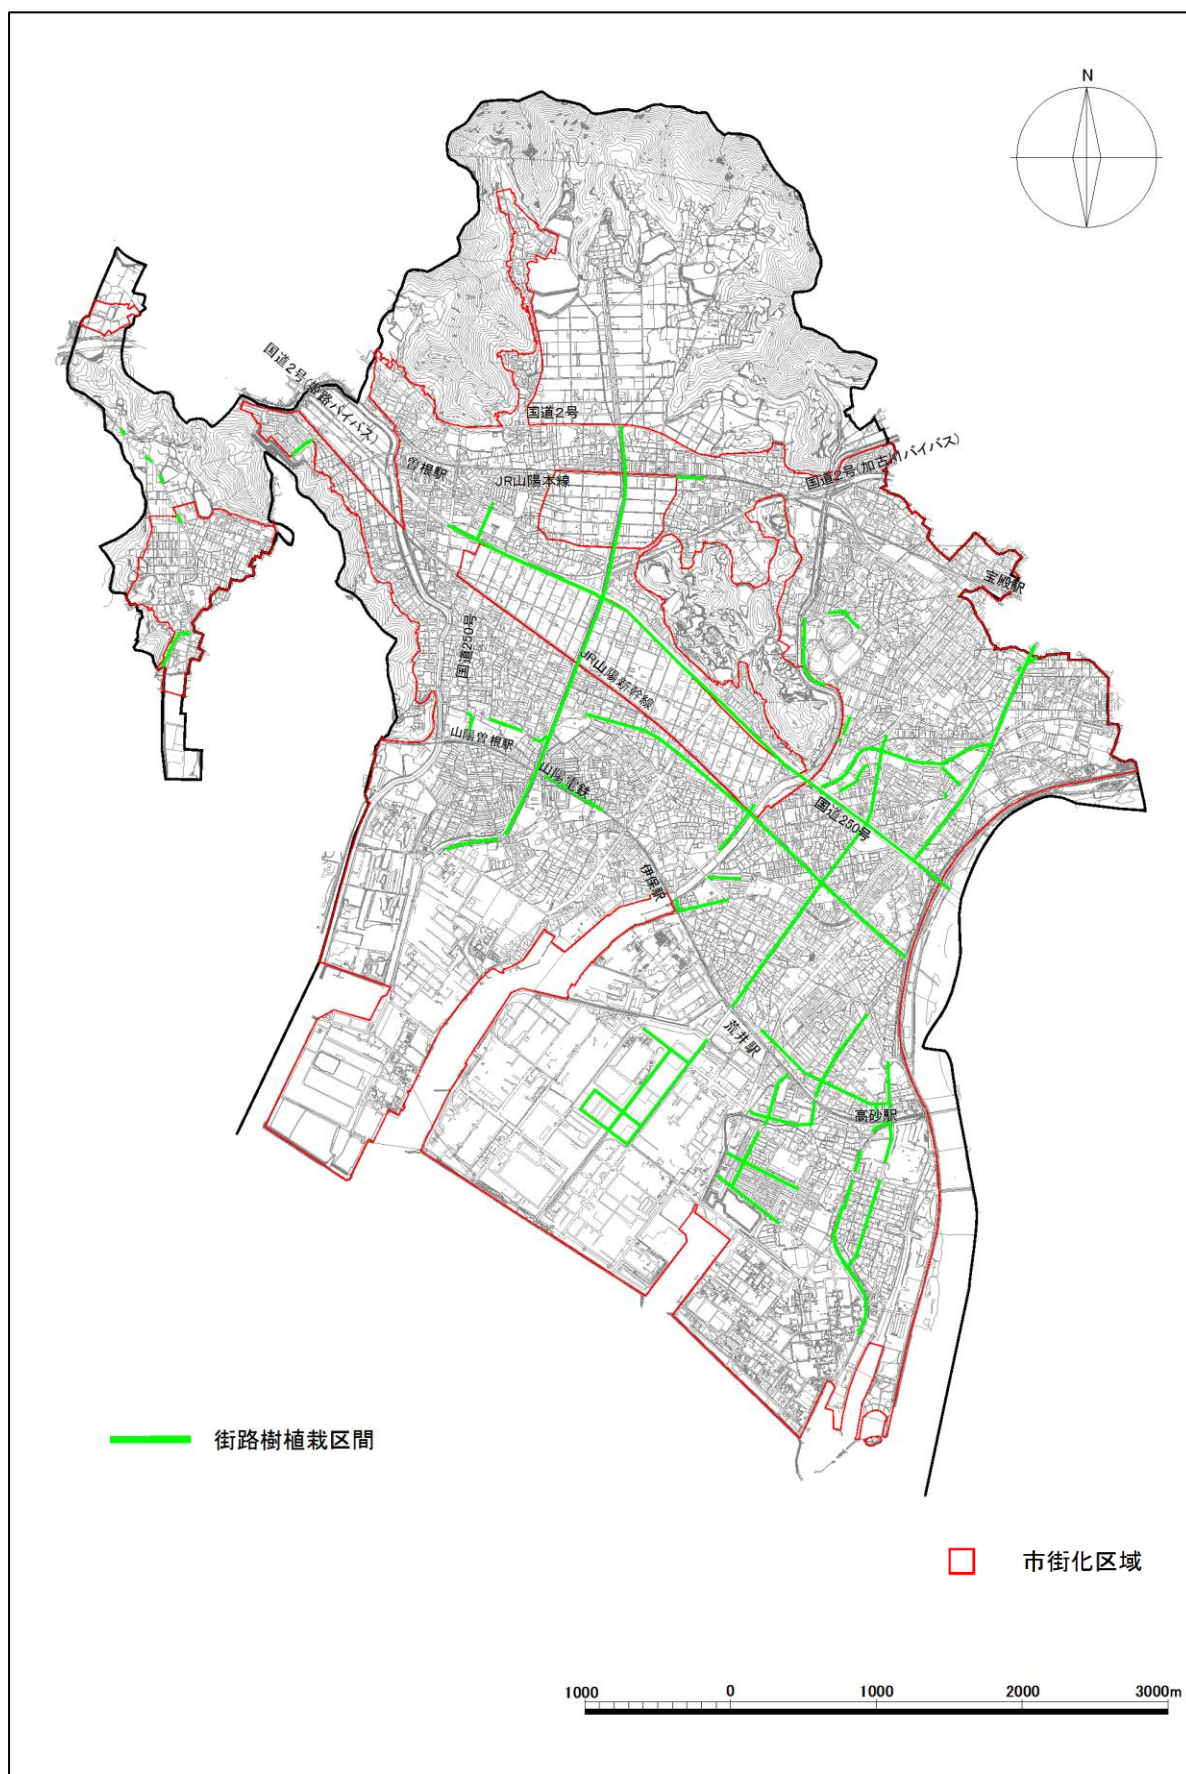 N
国道2号(姫路バイパス)
国道2号
曽根駅
JR山陽本線
国道2号(加古川バイパス)
宝殿駅
国道250号
JR山陽新幹線
山陽曽根駅
山陽電鉄
国道250号
伊保駅
荒井駅
高砂駅
街路樹植栽区間
市街化区域
1000 0 1000 2000 3000m